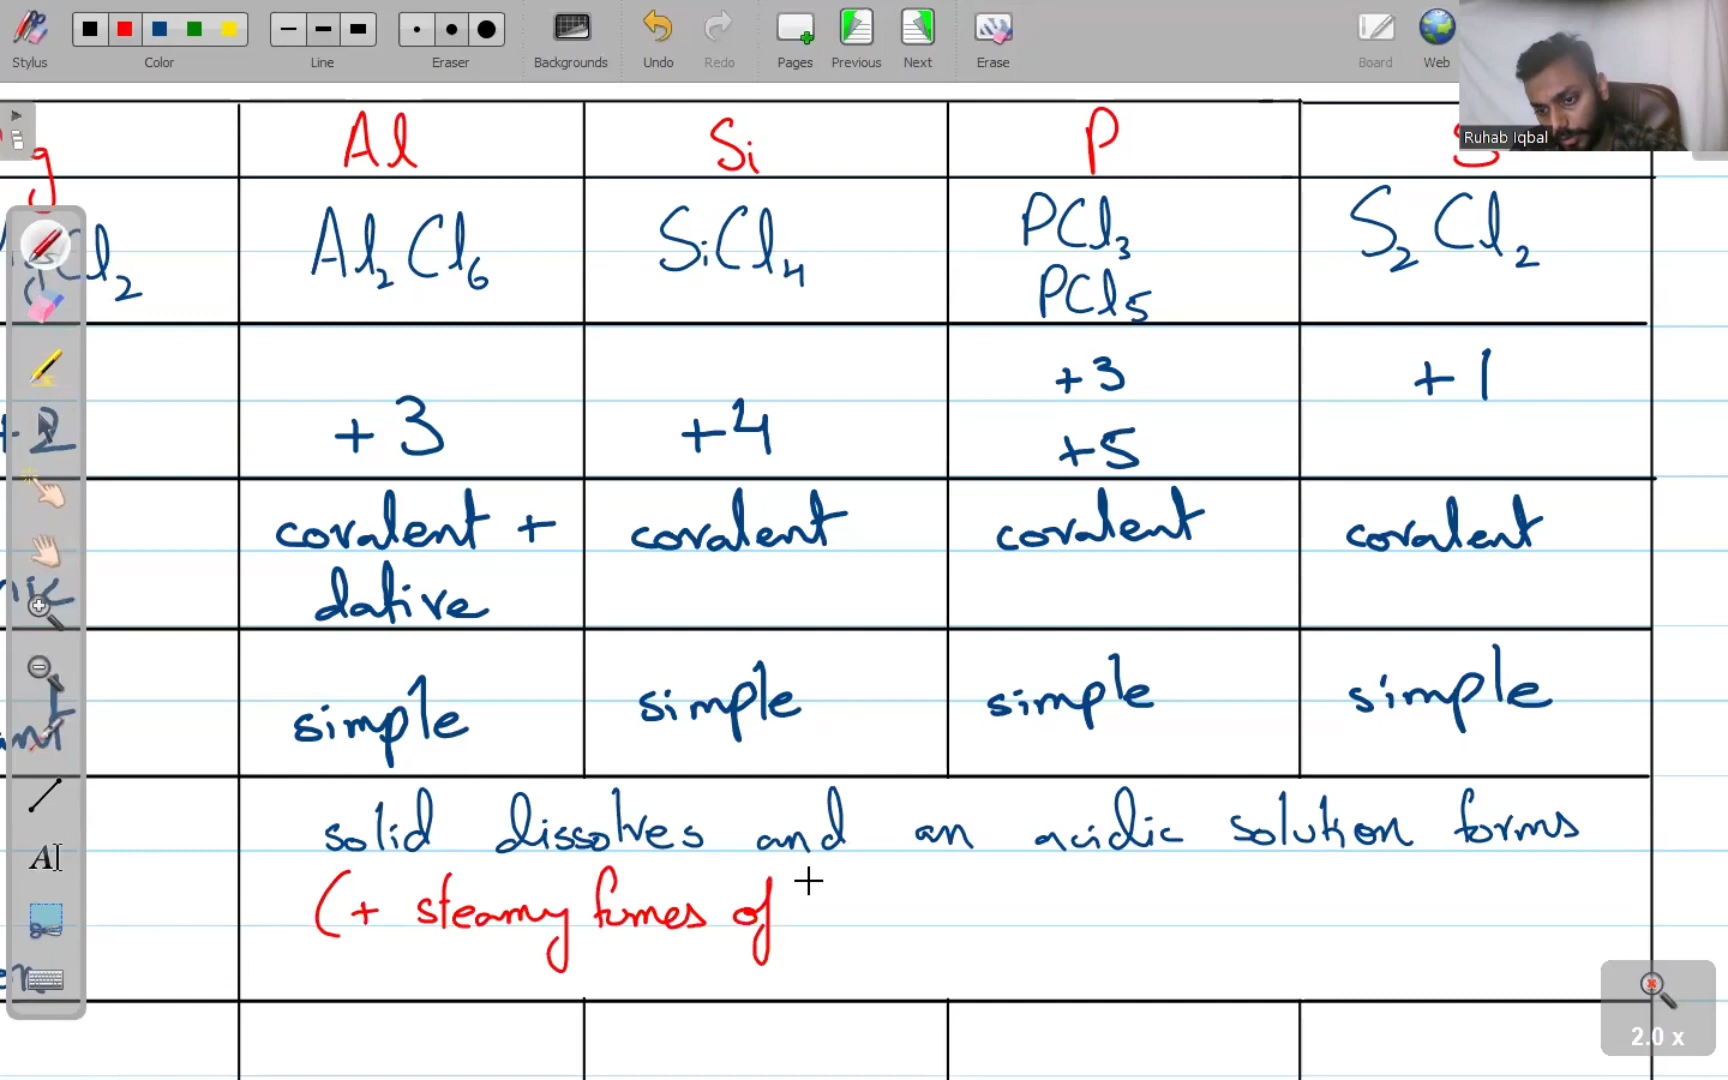 Stylus
Color
Line
Eraser
Backgrounds
Undo
Redo
Pages
Previous
Next
Erase
Board
Web
Ruhab Iqbal
g Al Si P S
Cl₂ Al₂Cl₆ SiCl₄ PCl₃ S₂Cl₂
PCl₅
+3 +1
+2 +3 +4 +5
covalent + covalent covalent covalent
dative
simple simple simple simple
solid dissolves and an acidic solution forms
(+ steamy fumes of
2.0 x